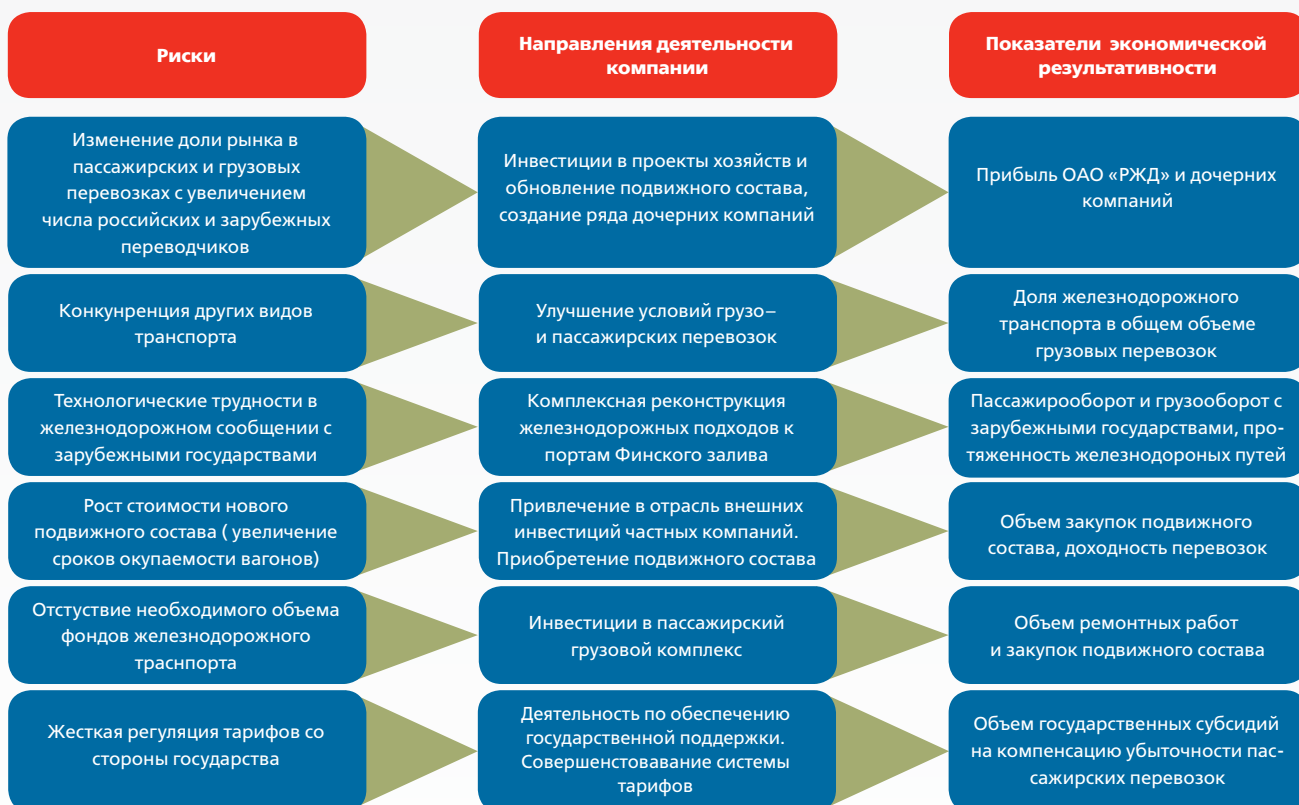 Риски
Направления деятельности
компании
Показатели экономической
результативности
Изменение доли рынка в
пассажирских и грузовых
перевозках с увеличением
числа российских и зарубежных
переводчиков
Инвестиции в проекты хозяйств и
обновление подвижного состава,
создание ряда дочерних компаний
Прибыль ОАО «РЖД» и дочерних
компаний
Конкунренция других видов
транспорта
Улучшение условий грузо–
и пассажирских перевозок
Доля железнодорожного
транспорта в общем объеме
грузовых перевозок
Технологические трудности в
железнодорожном сообщении с
зарубежными государствами
Комплексная реконструкция
железнодорожных подходов к
портам Финского залива
Пассажирооборот и грузооборот с
зарубежными государствами, про-
тяженность железнодороных путей
Рост стоимости нового
подвижного состава ( увеличение
сроков окупаемости вагонов)
Привлечение в отрасль внешних
инвестиций частных компаний.
Приобретение подвижного состава
Объем закупок подвижного
состава, доходность перевозок
Отстуствие необходимого объема
фондов железнодорожного
траснпорта
Инвестиции в пассажирский
грузовой комплекс
Объем ремонтных работ
и закупок подвижного состава
Жесткая регуляция тарифов со
стороны государства
Деятельность по обеспечению
государственной поддержки.
Совершенстовавание системы
тарифов
Объем государственных субсидий
на компенсацию убыточности пас-
сажирских перевозок